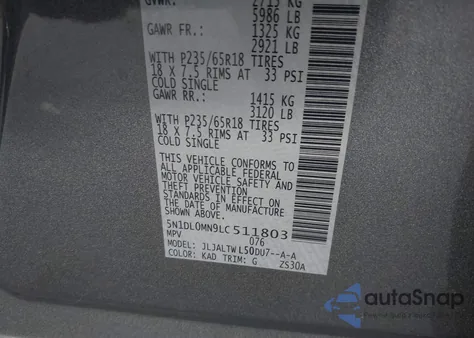 GVWR: 2715 KG
5986 LB
GAWR FR.: 1325 KG
2921 LB
WITH P235/65R18 TIRES
18 X 7.5 RIMS AT 33 PSI
COLD SINGLE
GAWR RR.: 1415 KG
3120 LB
WITH P235/65R18 TIRES
18 X 7.5 RIMS AT 33 PSI
COLD SINGLE
THIS VEHICLE CONFORMS TO
ALL APPLICABLE FEDERAL
MOTOR VEHICLE SAFETY AND
THEFT PREVENTION
STANDARDS IN EFFECT ON
THE DATE OF MANUFACTURE
SHOWN ABOVE.
5N1DL0MN9LC511803
MPV 076
MODEL: JLJALTWL50DU7--A-A
COLOR: KAD TRIM: G ZS30A
autoSnap